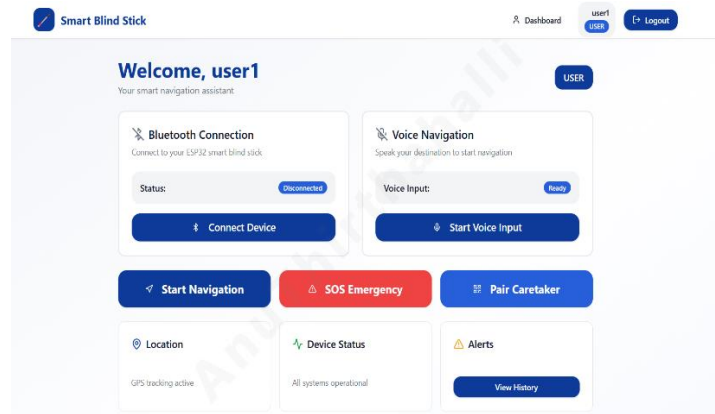 Smart Blind Stick
Dashboard
user1
USER
Logout
Welcome, user1
USER
Your smart navigation assistant
Bluetooth Connection
Connect to your ESP32 smart blind stick
Status:
Disconnected
Connect Device
Voice Navigation
Speak your destination to start navigation
Voice Input:
Ready
Start Voice Input
Start Navigation
SOS Emergency
Pair Caretaker
Location
GPS tracking active
Device Status
All systems operational
Alerts
View History